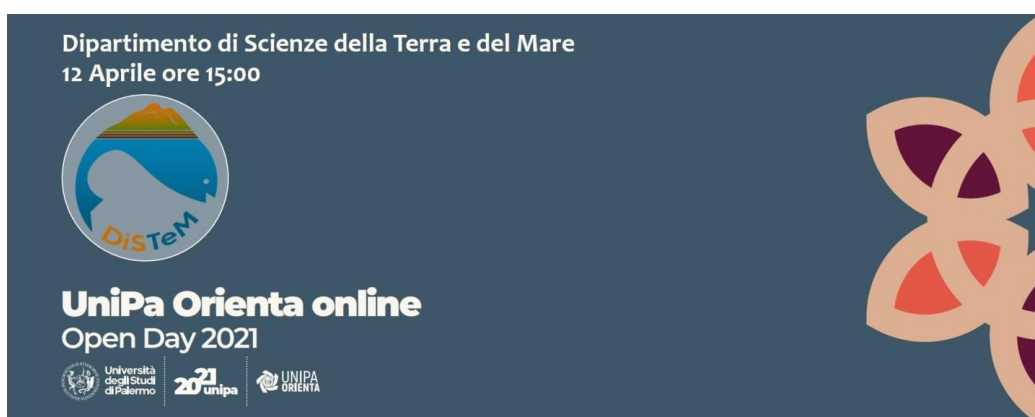 Dipartimento di Scienze della Terra e del Mare
12 Aprile ore 15:00
DiSTeM
UniPa Orienta online
Open Day 2021
Università
degli Studi
di Palermo
2021
unipa
UNIPA
ORIENTA